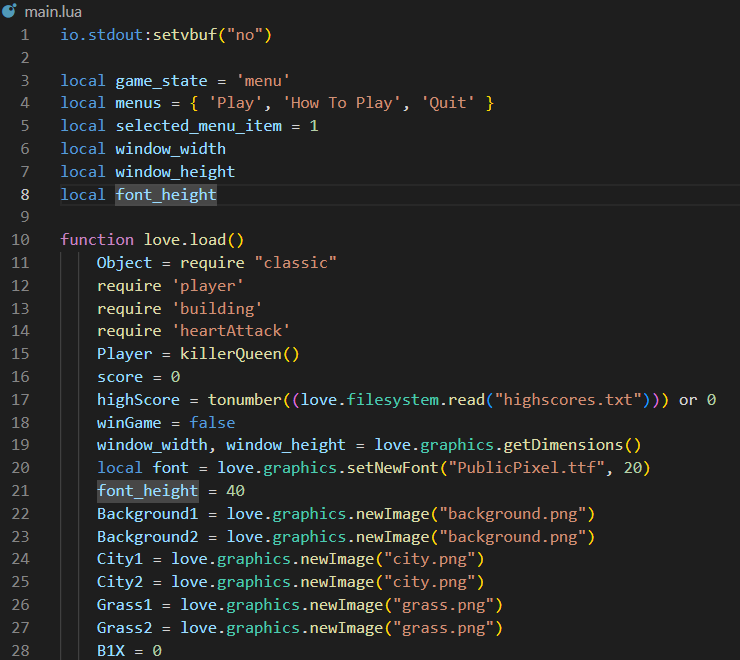 main.lua
1 io.stdout:setvbuf("no")
2
3 local game_state = 'menu'
4 local menus = { 'Play', 'How To Play', 'Quit' }
5 local selected_menu_item = 1
6 local window_width
7 local window_height
8 local font_height
9
10 function love.load()
11 Object = require "classic"
12 require 'player'
13 require 'building'
14 require 'heartAttack'
15 Player = killerQueen()
16 score = 0
17 highScore = tonumber((love.filesystem.read("highscores.txt"))) or 0
18 winGame = false
19 window_width, window_height = love.graphics.getDimensions()
20 local font = love.graphics.setNewFont("PublicPixel.ttf", 20)
21 font_height = 40
22 Background1 = love.graphics.newImage("background.png")
23 Background2 = love.graphics.newImage("background.png")
24 City1 = love.graphics.newImage("city.png")
25 City2 = love.graphics.newImage("city.png")
26 Grass1 = love.graphics.newImage("grass.png")
27 Grass2 = love.graphics.newImage("grass.png")
28 B1X = 0